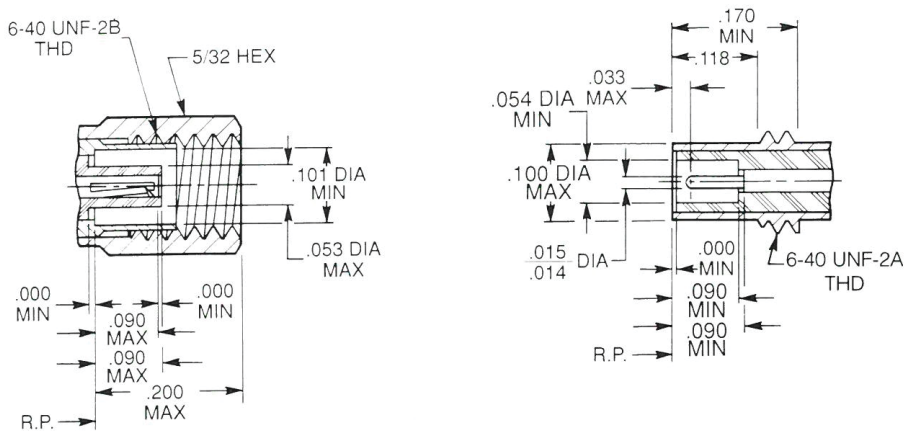 6-40 UNF-2B
THD
5/32 HEX
.101 DIA
MIN
.053 DIA
MAX
.000
MIN
.000
MIN
.090
MAX
.090
MAX
.200
MAX
R.P.
.170
MIN
.118
.033
MAX
.054 DIA
MIN
.100 DIA
MAX
.015
.014
DIA
.000
MIN
6-40 UNF-2A
THD
.090
MIN
.090
MIN
R.P.